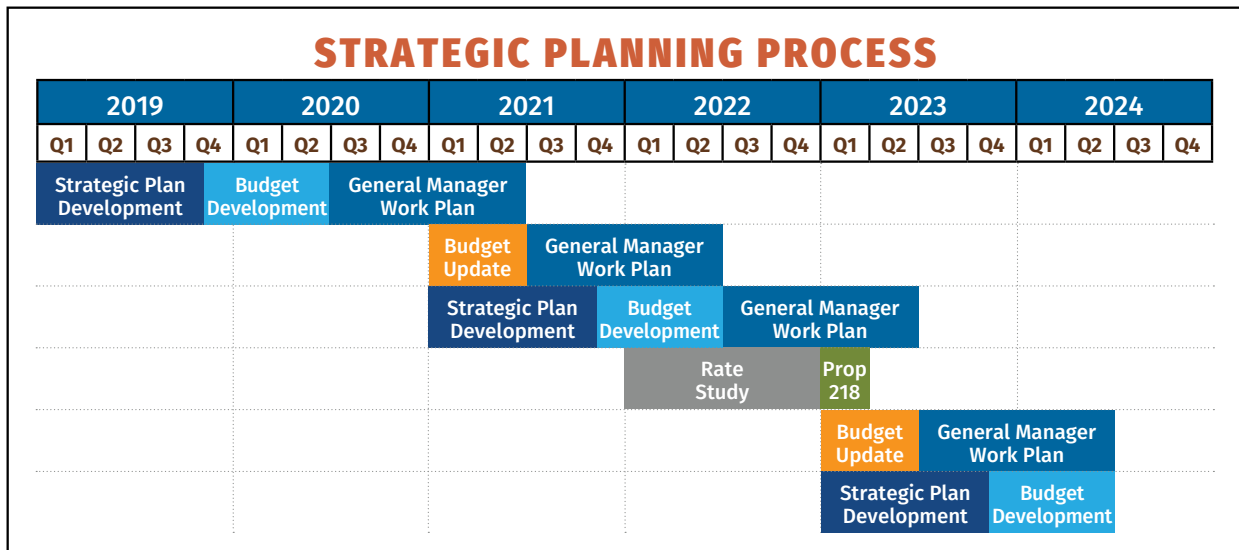 STRATEGIC PLANNING PROCESS
2019 2020 2021 2022 2023 2024
Q1 Q2 Q3 Q4 Q1 Q2 Q3 Q4 Q1 Q2 Q3 Q4 Q1 Q2 Q3 Q4 Q1 Q2 Q3 Q4 Q1 Q2 Q3 Q4
Strategic Plan Budget General Manager
Development Development Work Plan
Budget General Manager
Update Work Plan
Strategic Plan Budget General Manager
Development Development Work Plan
Rate Prop
Study 218
Budget General Manager
Update Work Plan
Strategic Plan Budget
Development Development